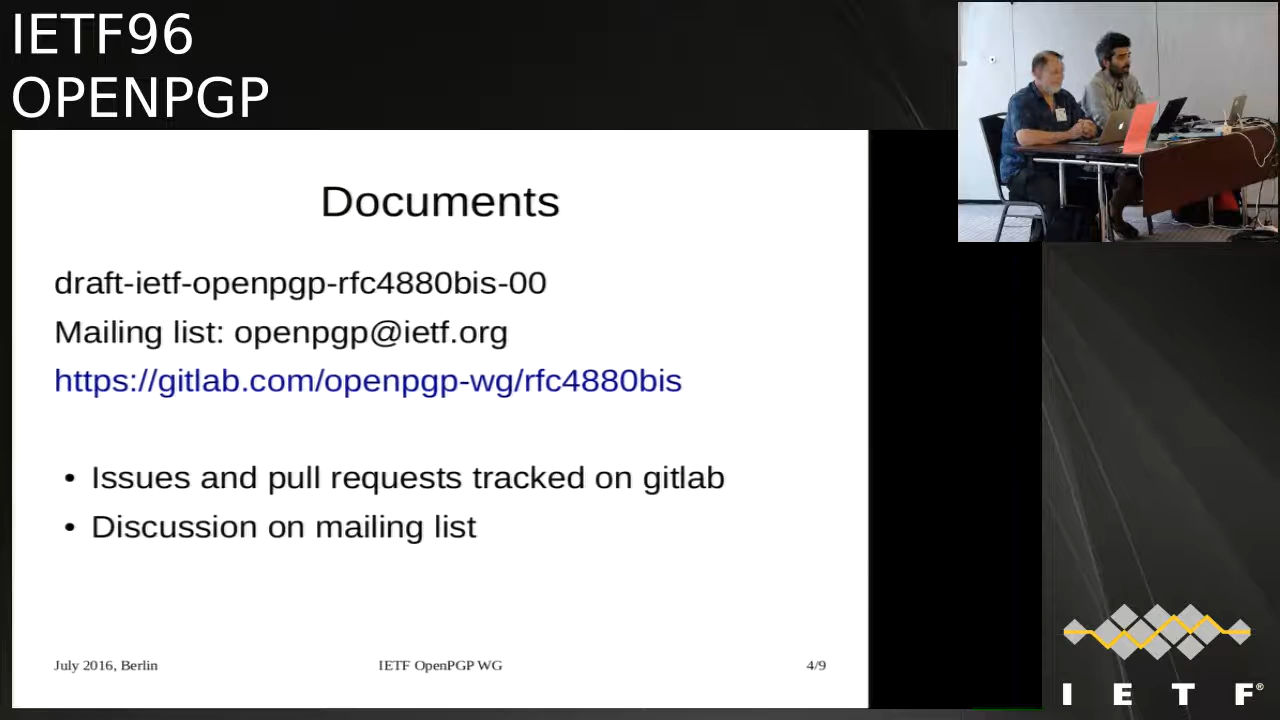 IETF96
OPENPGP
Documents
draft-ietf-openpgp-rfc4880bis-00
Mailing list: openpgp@ietf.org
https://gitlab.com/openpgp-wg/rfc4880bis
• Issues and pull requests tracked on gitlab
• Discussion on mailing list
July 2016, Berlin IETF OpenPGP WG 4/9
I E T F®